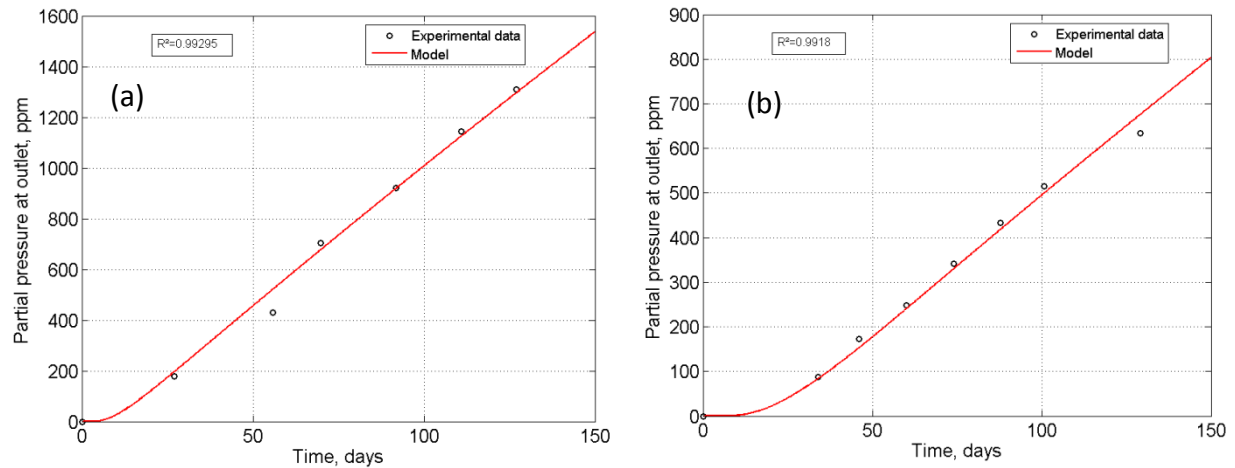 R²=0.99295
Experimental data
Model
(a)
Partial pressure at outlet, ppm
1600
1400
1200
1000
800
600
400
200
0
0 50 100 150
Time, days
R²=0.9918
Experimental data
Model
(b)
Partial pressure at outlet, ppm
900
800
700
600
500
400
300
200
100
0
0 50 100 150
Time, days